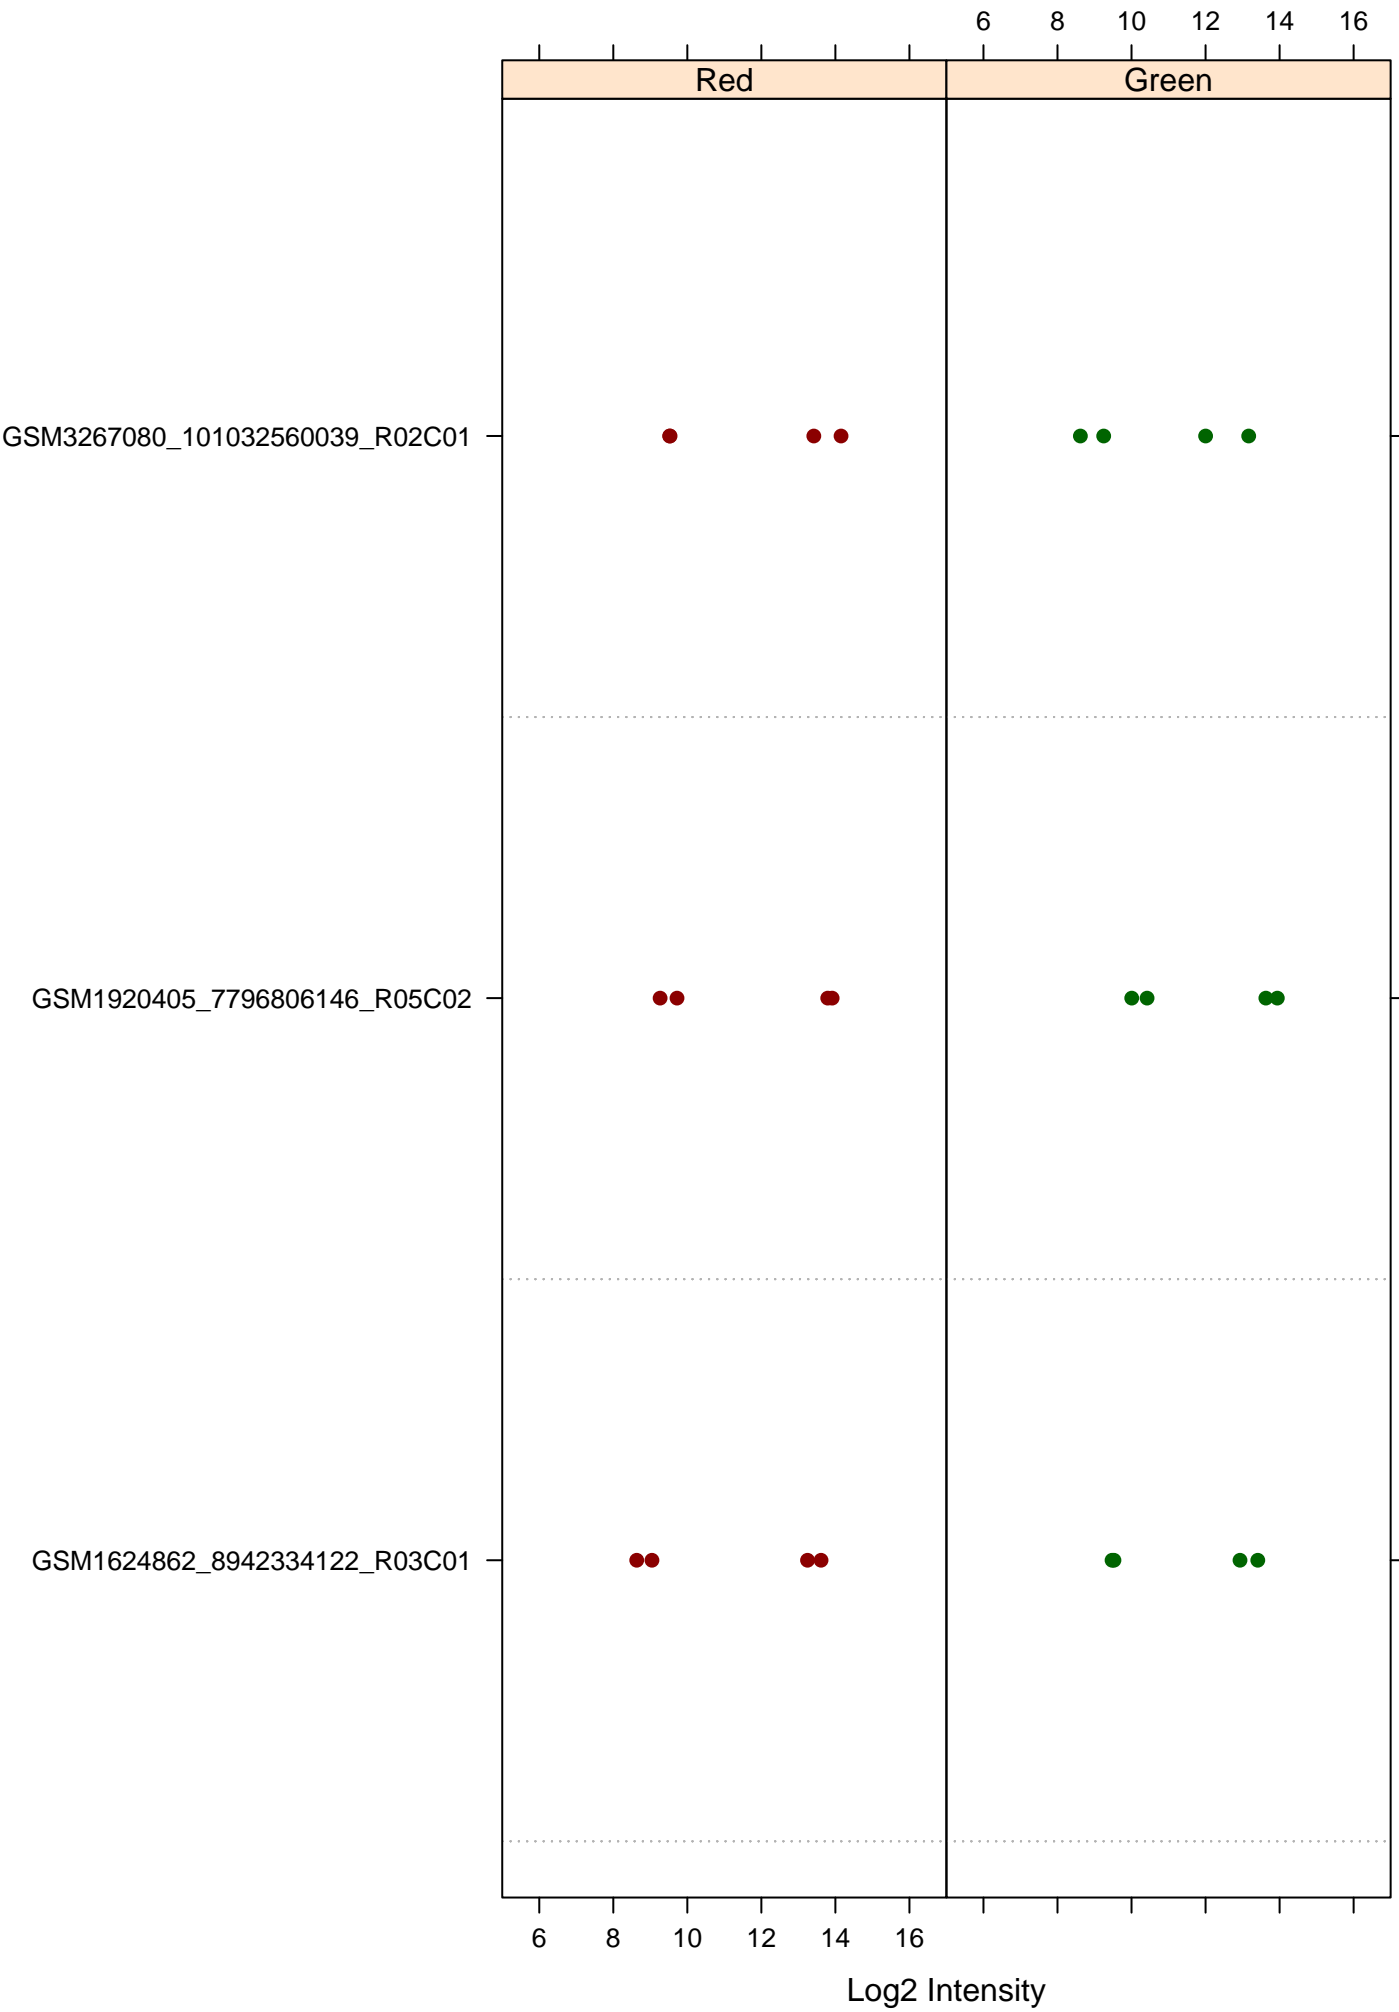 6 8 10 12 14 16
Red Green
GSM3267080_101032560039_R02C01
GSM1920405_7796806146_R05C02
GSM1624862_8942334122_R03C01
6 8 10 12 14 16
Log2 Intensity